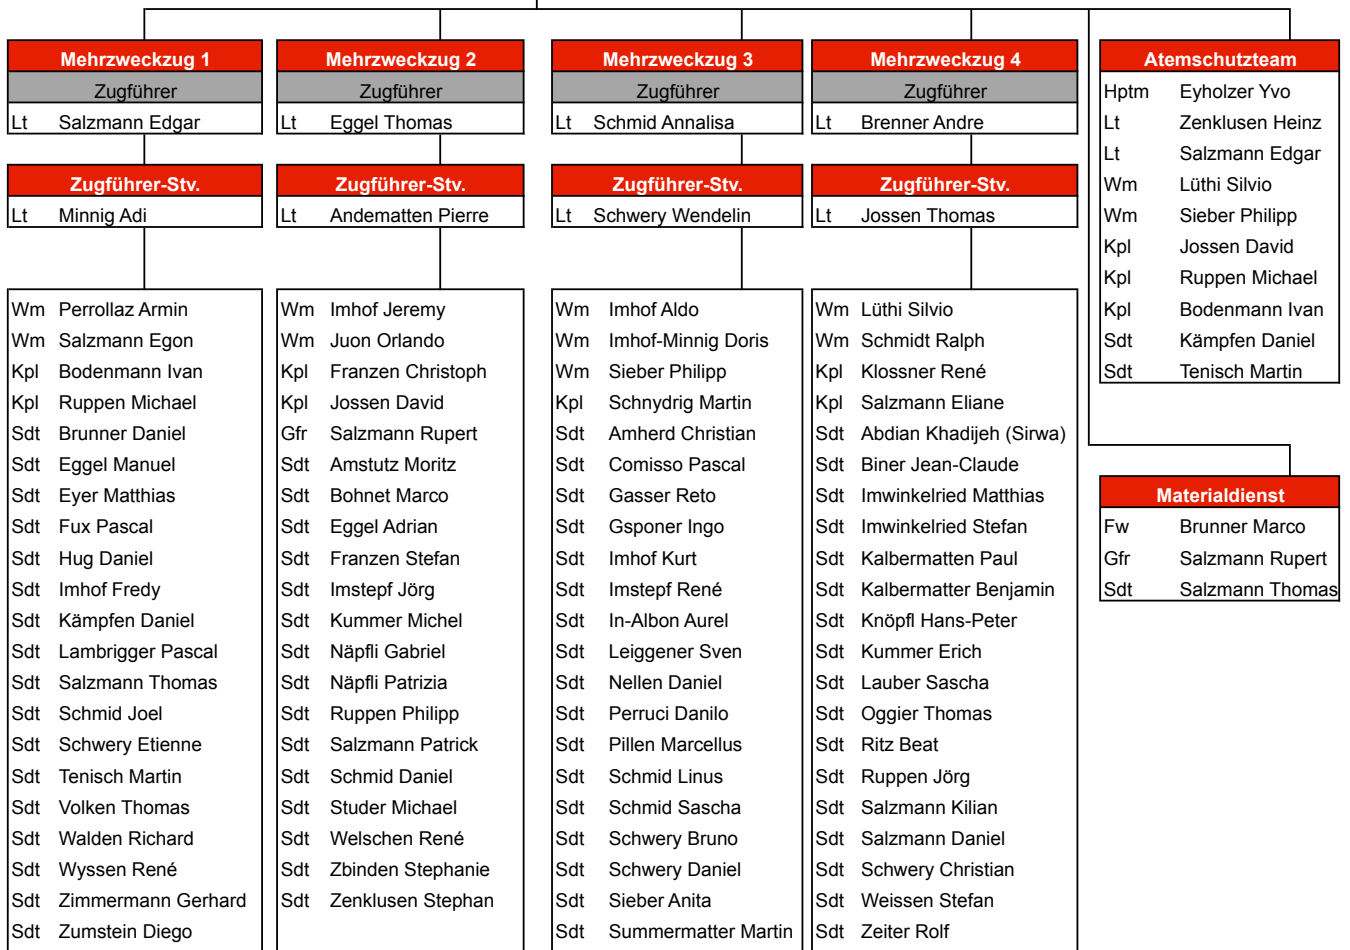 Mehrzweckzug 1
Zugführer
Lt Salzmann Edgar
Zugführer-Stv.
Lt Minnig Adi
Wm Perrollaz Armin
Wm Salzmann Egon
Kpl Bodenmann Ivan
Kpl Ruppen Michael
Sdt Brunner Daniel
Sdt Eggel Manuel
Sdt Eyer Matthias
Sdt Fux Pascal
Sdt Hug Daniel
Sdt Imhof Fredy
Sdt Kämpfen Daniel
Sdt Lambrigger Pascal
Sdt Salzmann Thomas
Sdt Schmid Joel
Sdt Schwery Etienne
Sdt Tenisch Martin
Sdt Volken Thomas
Sdt Walden Richard
Sdt Wyssen René
Sdt Zimmermann Gerhard
Sdt Zumstein Diego
Mehrzweckzug 2
Zugführer
Lt Eggel Thomas
Zugführer-Stv.
Lt Andematten Pierre
Wm Imhof Jeremy
Wm Juon Orlando
Kpl Franzen Christoph
Kpl Jossen David
Gfr Salzmann Rupert
Sdt Amstutz Moritz
Sdt Bohnet Marco
Sdt Eggel Adrian
Sdt Franzen Stefan
Sdt Imstepf Jörg
Sdt Kummer Michel
Sdt Näpfli Gabriel
Sdt Näpfli Patrizia
Sdt Ruppen Philipp
Sdt Salzmann Patrick
Sdt Schmid Daniel
Sdt Studer Michael
Sdt Welschen René
Sdt Zbinden Stephanie
Sdt Zenklusen Stephan
Mehrzweckzug 3
Zugführer
Lt Schmid Annalisa
Zugführer-Stv.
Lt Schwery Wendelin
Wm Imhof Aldo
Wm Imhof-Minnig Doris
Wm Sieber Philipp
Kpl Schnydrig Martin
Sdt Amherd Christian
Sdt Comisso Pascal
Sdt Gasser Reto
Sdt Gsponer Ingo
Sdt Imhof Kurt
Sdt Imstepf René
Sdt In-Albon Aurel
Sdt Leiggener Sven
Sdt Nellen Daniel
Sdt Perruci Danilo
Sdt Pillen Marcellus
Sdt Schmid Linus
Sdt Schmid Sascha
Sdt Schwery Bruno
Sdt Schwery Daniel
Sdt Sieber Anita
Sdt Summermatter Martin
Mehrzweckzug 4
Zugführer
Lt Brenner Andre
Zugführer-Stv.
Lt Jossen Thomas
Wm Lüthi Silvio
Wm Schmidt Ralph
Kpl Klossner René
Kpl Salzmann Eliane
Sdt Abdian Khadijeh (Sirwa)
Sdt Biner Jean-Claude
Sdt Imwinkelried Matthias
Sdt Imwinkelried Stefan
Sdt Kalbermatten Paul
Sdt Kalbermatter Benjamin
Sdt Knöpfl Hans-Peter
Sdt Kummer Erich
Sdt Lauber Sascha
Sdt Oggier Thomas
Sdt Ritz Beat
Sdt Ruppen Jörg
Sdt Salzmann Kilian
Sdt Salzmann Daniel
Sdt Schwery Christian
Sdt Weissen Stefan
Sdt Zeiter Rolf
Atemschutzteam
Hptm Eyholzer Yvo
Lt Zenklusen Heinz
Lt Salzmann Edgar
Wm Lüthi Silvio
Wm Sieber Philipp
Kpl Jossen David
Kpl Ruppen Michael
Kpl Bodenmann Ivan
Sdt Kämpfen Daniel
Sdt Tenisch Martin
Materialdienst
Fw Brunner Marco
Gfr Salzmann Rupert
Sdt Salzmann Thomas